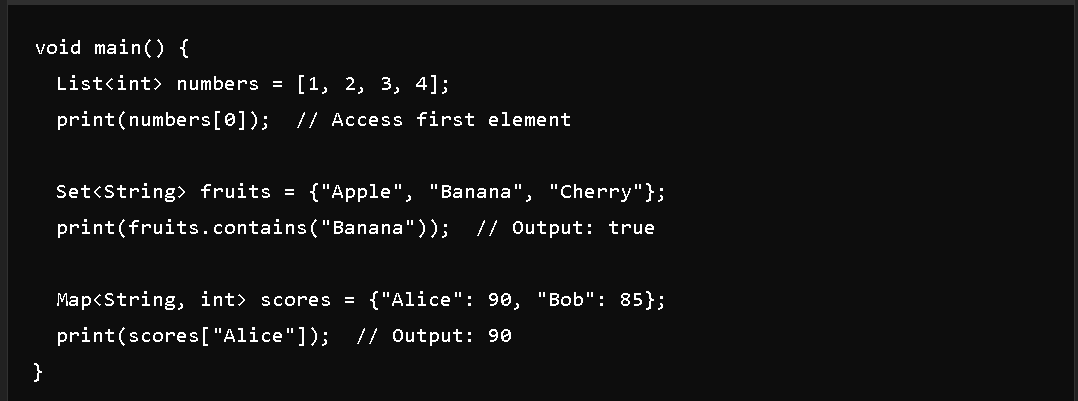 void main() {
  List<int> numbers = [1, 2, 3, 4];
  print(numbers[0]);  // Access first element

  Set<String> fruits = {"Apple", "Banana", "Cherry"};
  print(fruits.contains("Banana"));  // Output: true

  Map<String, int> scores = {"Alice": 90, "Bob": 85};
  print(scores["Alice"]);  // Output: 90
}